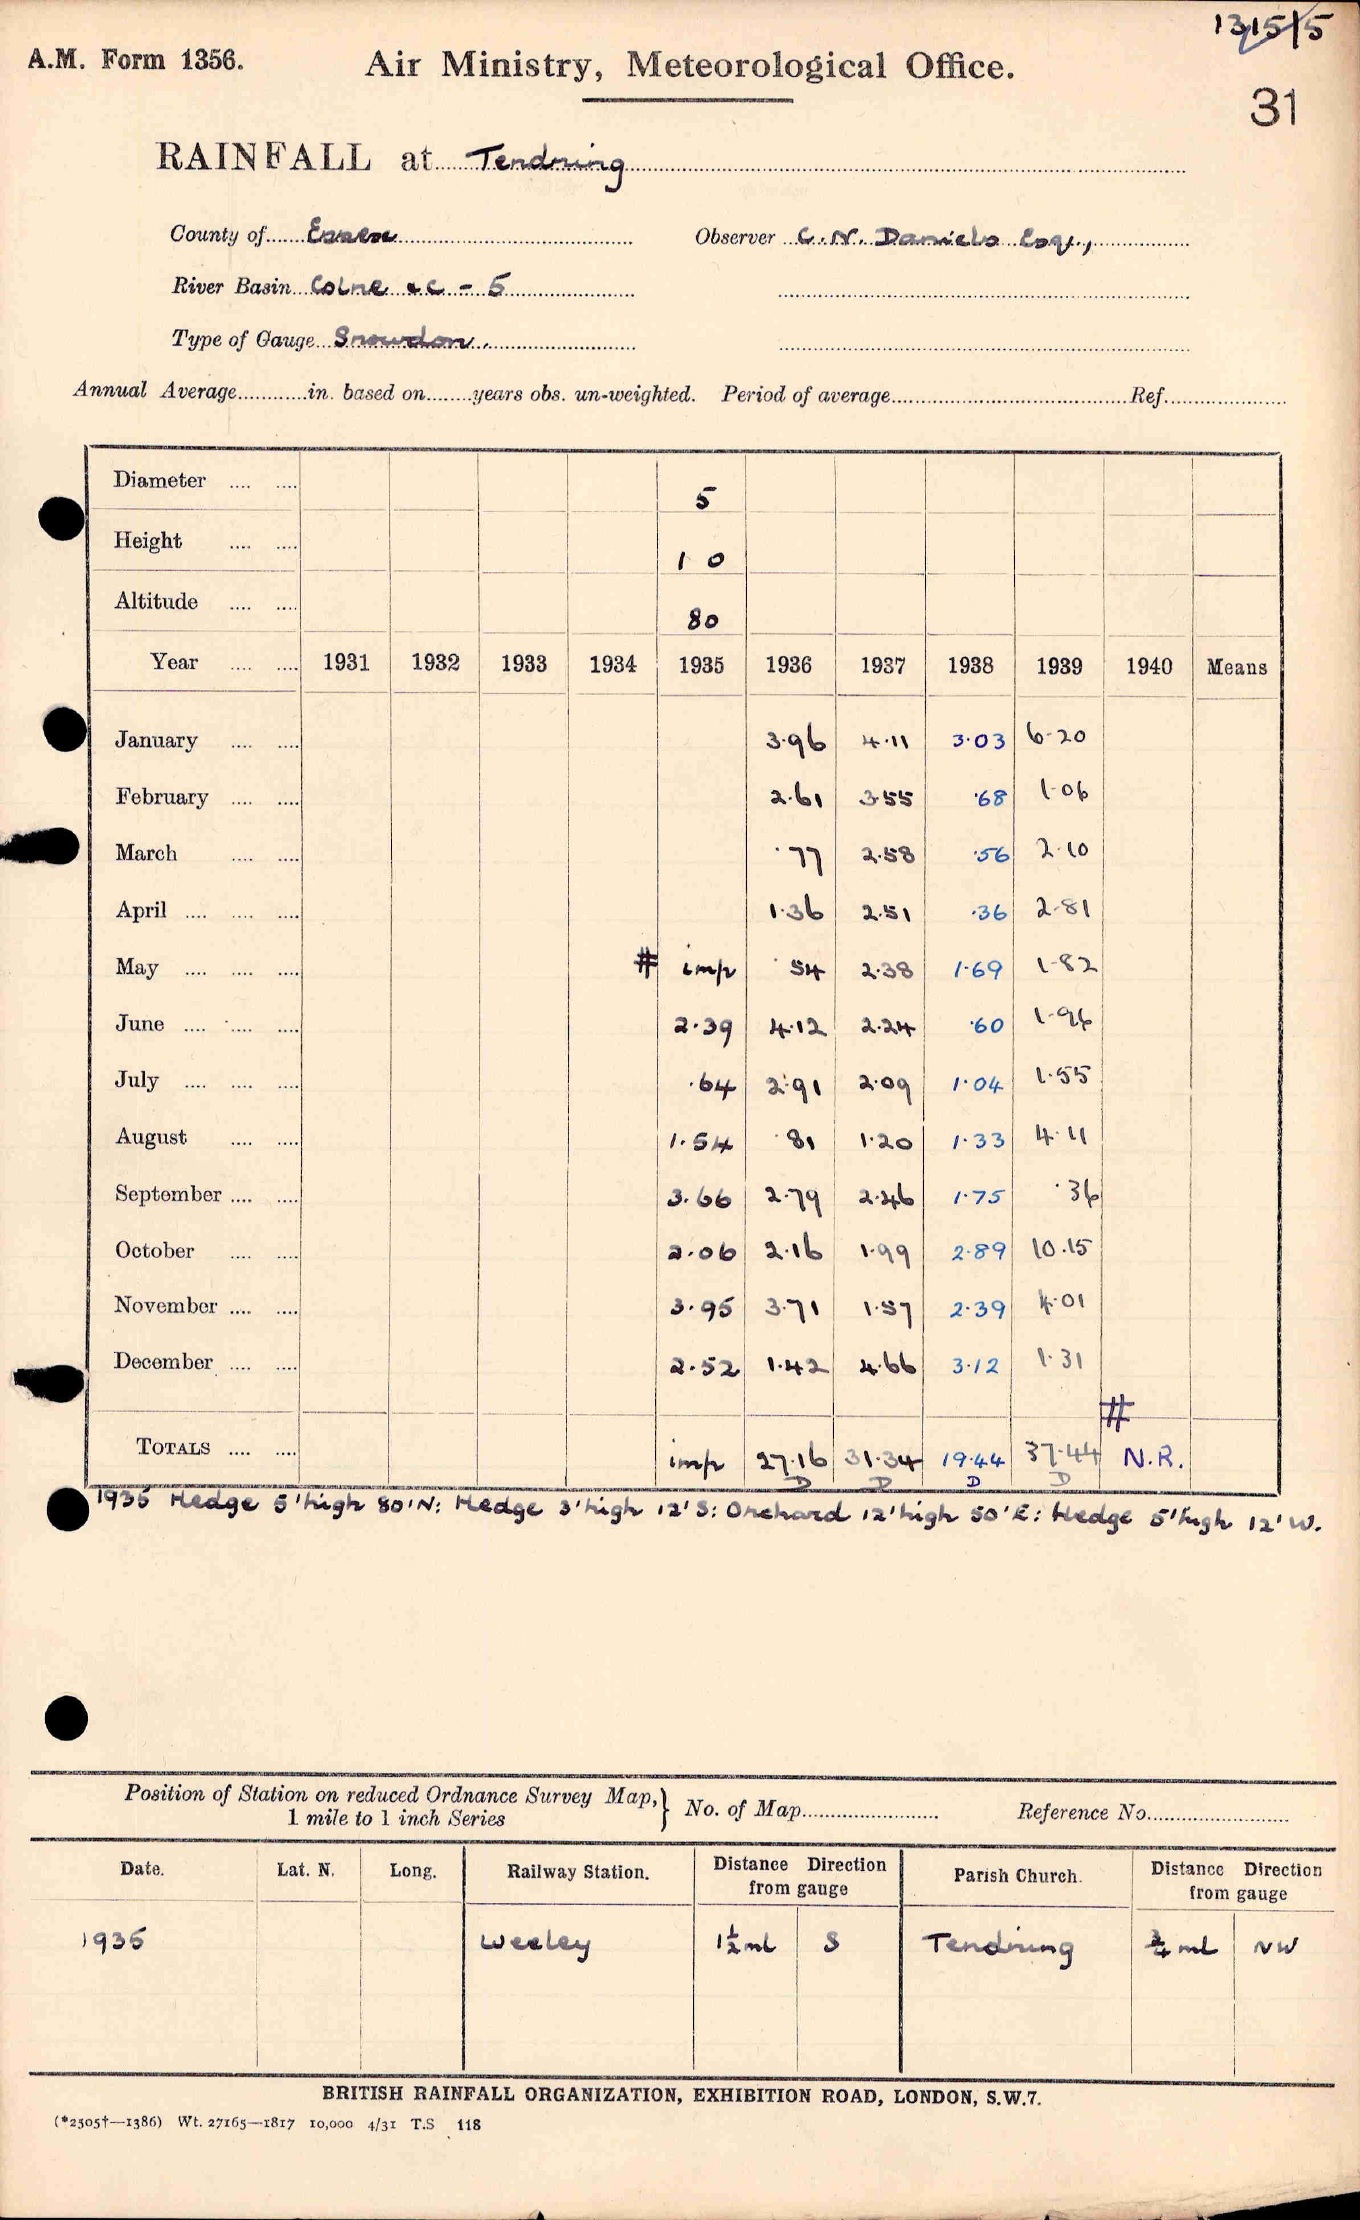 1315/5
A.M. Form 1356.
Air Ministry, Meteorological Office.
31
RAINFALL at Tendring
County of Essex Observer C. N. Daniels Esq.,
River Basin Colne &c - 5
Type of Gauge Snowdon.
Annual Average............in. based on........years obs. un-weighted. Period of average............Ref............
Diameter .... .... 5
Height .... .... 1 0
Altitude .... .... 80
Year .... .... 1931 1932 1933 1934 1935 1936 1937 1938 1939 1940 Means
January .... .... 3.96 4.11 3.03 6.20
February .... .... 2.61 3.55 .68 1.06
March .... .... .77 2.58 .56 2.10
April .... .... .... 1.36 2.51 .36 2.81
May .... .... .... # imp .54 2.38 1.69 1.82
June .... .... .... 2.39 4.12 2.24 .60 1.96
July .... .... .... .64 2.91 2.09 1.04 1.55
August .... .... 1.54 .81 1.20 1.33 4.11
September .... .... 3.66 2.79 2.46 1.75 .36
October .... .... 2.06 2.16 1.99 2.89 10.15
November .... .... 3.95 3.71 1.57 2.39 4.01
December .... .... 2.52 1.42 4.66 3.12 1.31
#
TOTALS .... .... imp 27.16 31.34 19.44 37.44 N.R.
D D D D
1935 Hedge 5' high 80' N: Hedge 3' high 12' S: Orchard 12' high 50' E: Hedge 5' high 12' W.
Position of Station on reduced Ordnance Survey Map, } No. of Map............ Reference No............
1 mile to 1 inch Series
Date. Lat. N. Long. Railway Station. Distance Direction Parish Church. Distance Direction
from gauge from gauge
1935 Weeley 1½ ml S Tendring ¾ ml NW
BRITISH RAINFALL ORGANIZATION, EXHIBITION ROAD, LONDON, S.W.7.
(*2505†—1386) Wt. 27165—1817 10,000 4/31 T.S 118